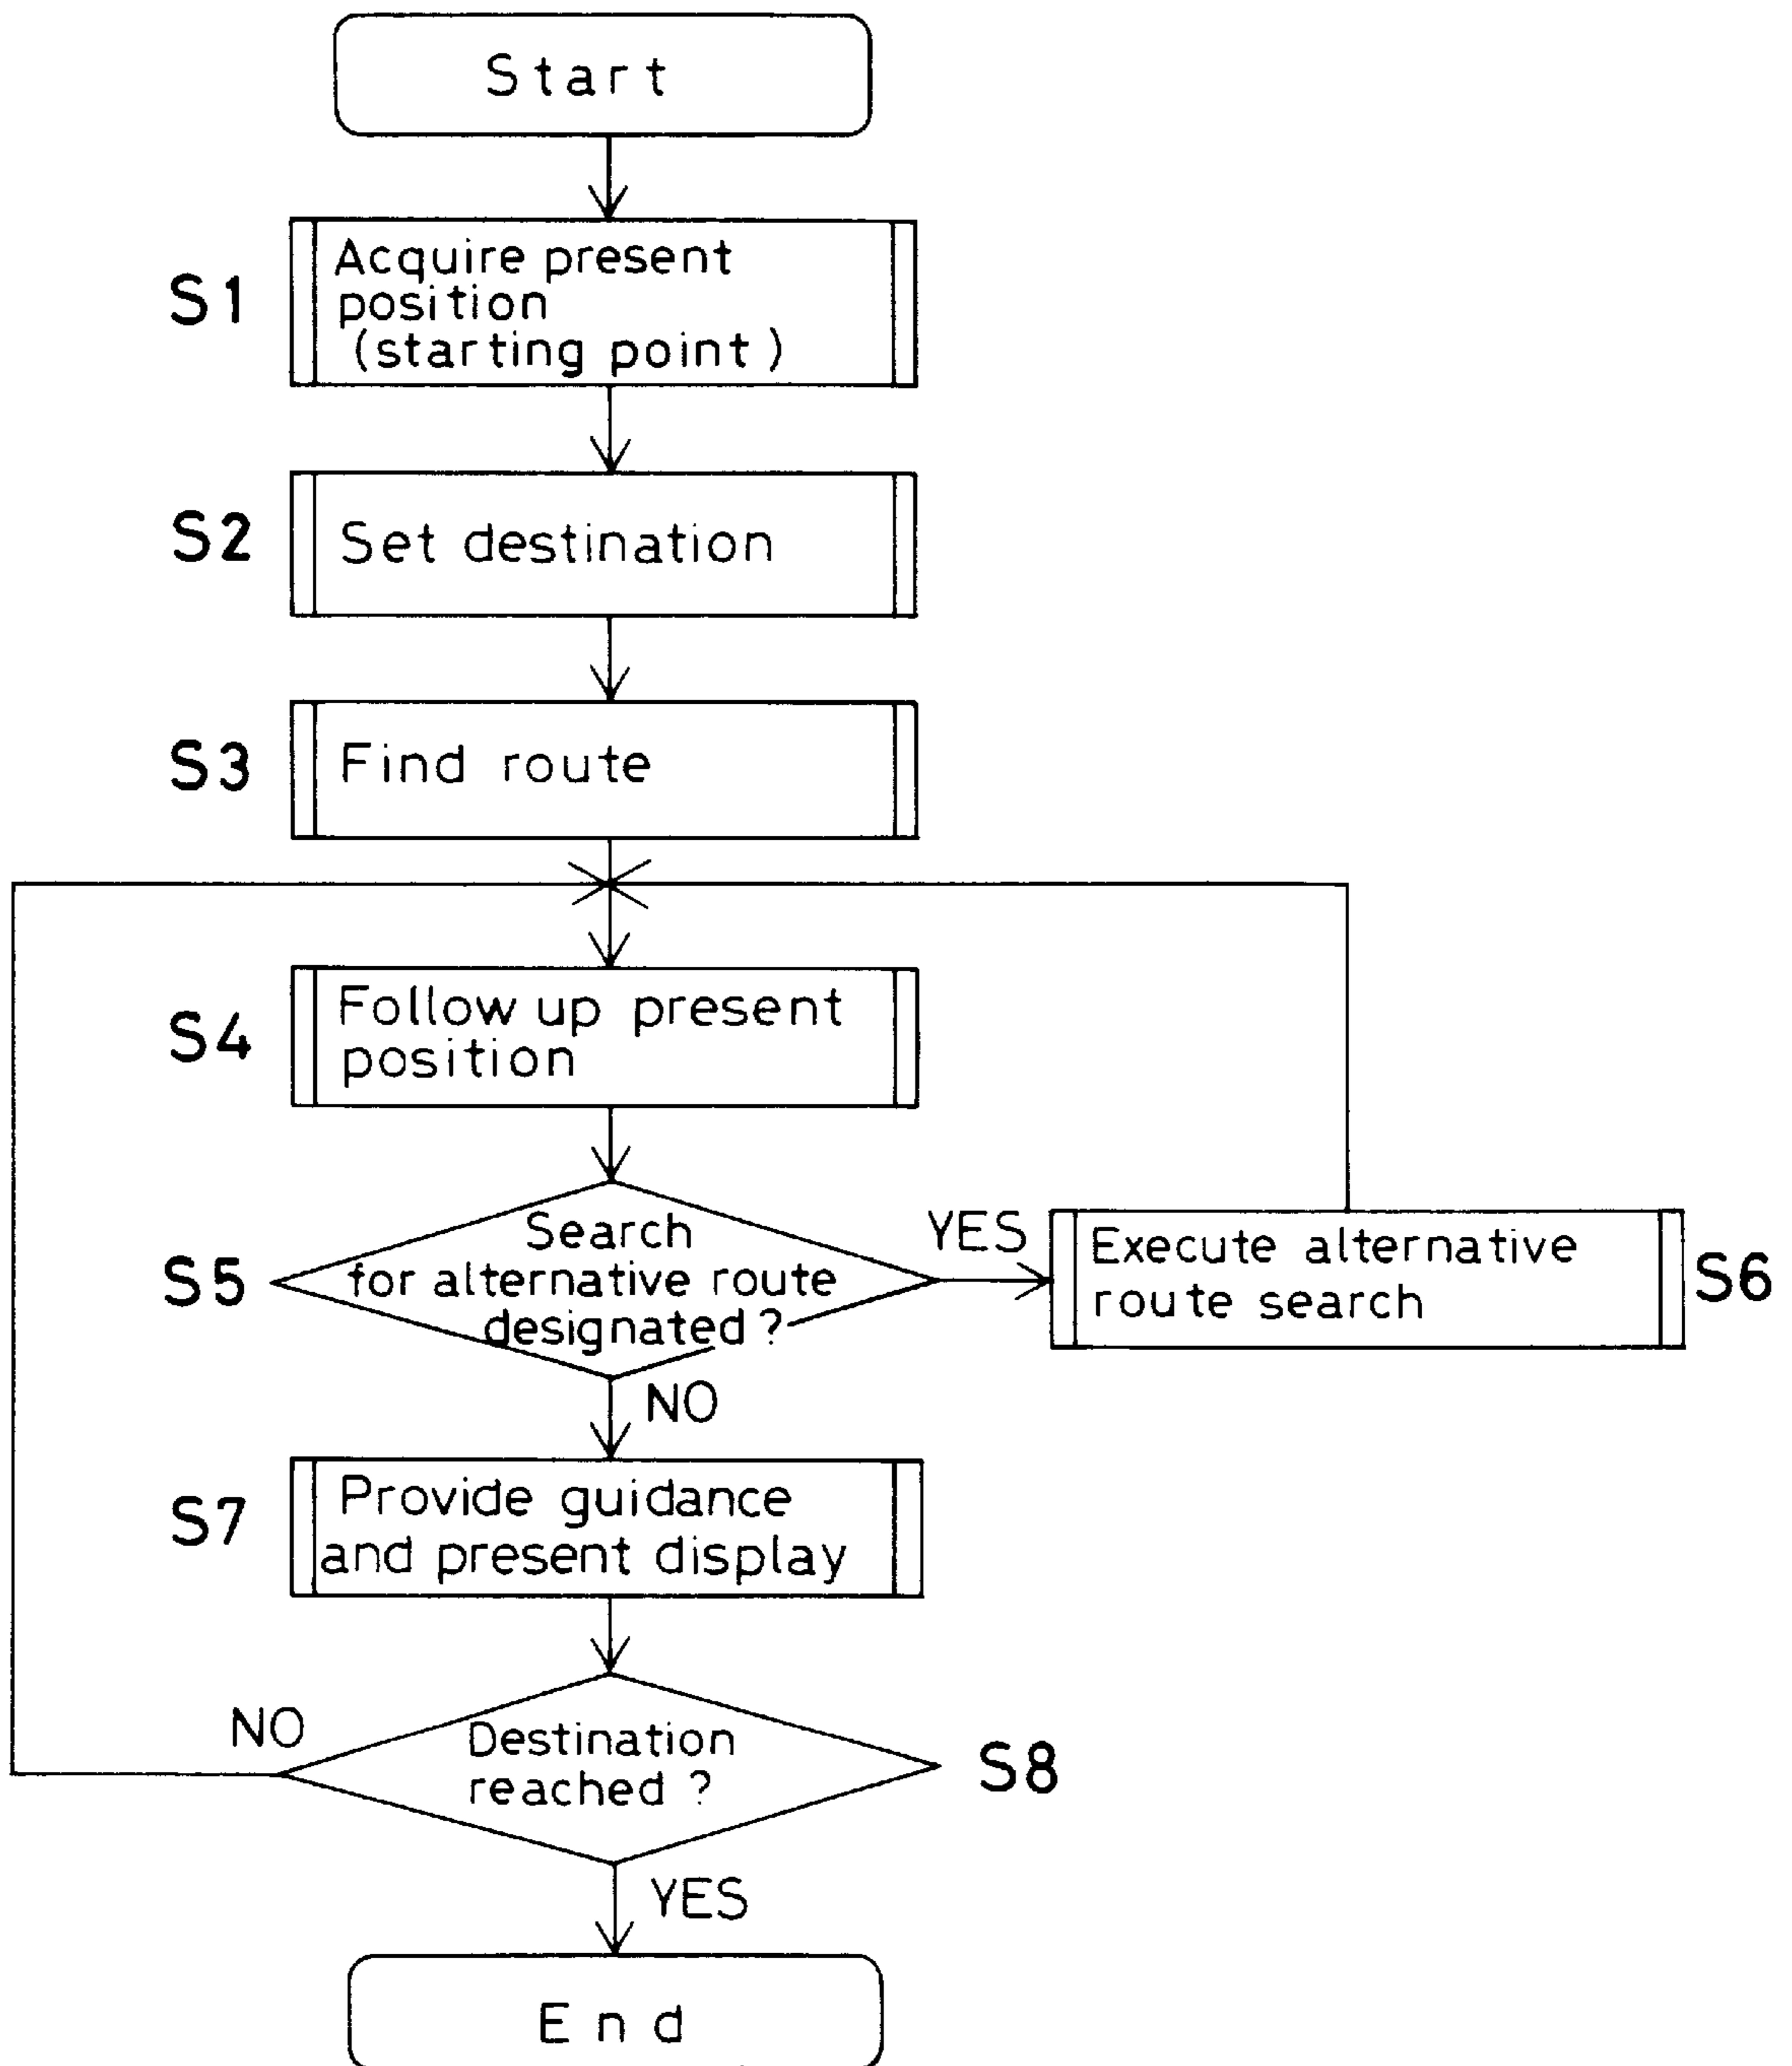 Start
S1
Acquire present
position
(starting point)
S2
Set destination
S3
Find route
S4
Follow up present
position
S5
Search
for alternative route
designated?
YES
Execute alternative
route search
S6
NO
S7
Provide guidance
and present display
NO
Destination
reached?
S8
YES
End